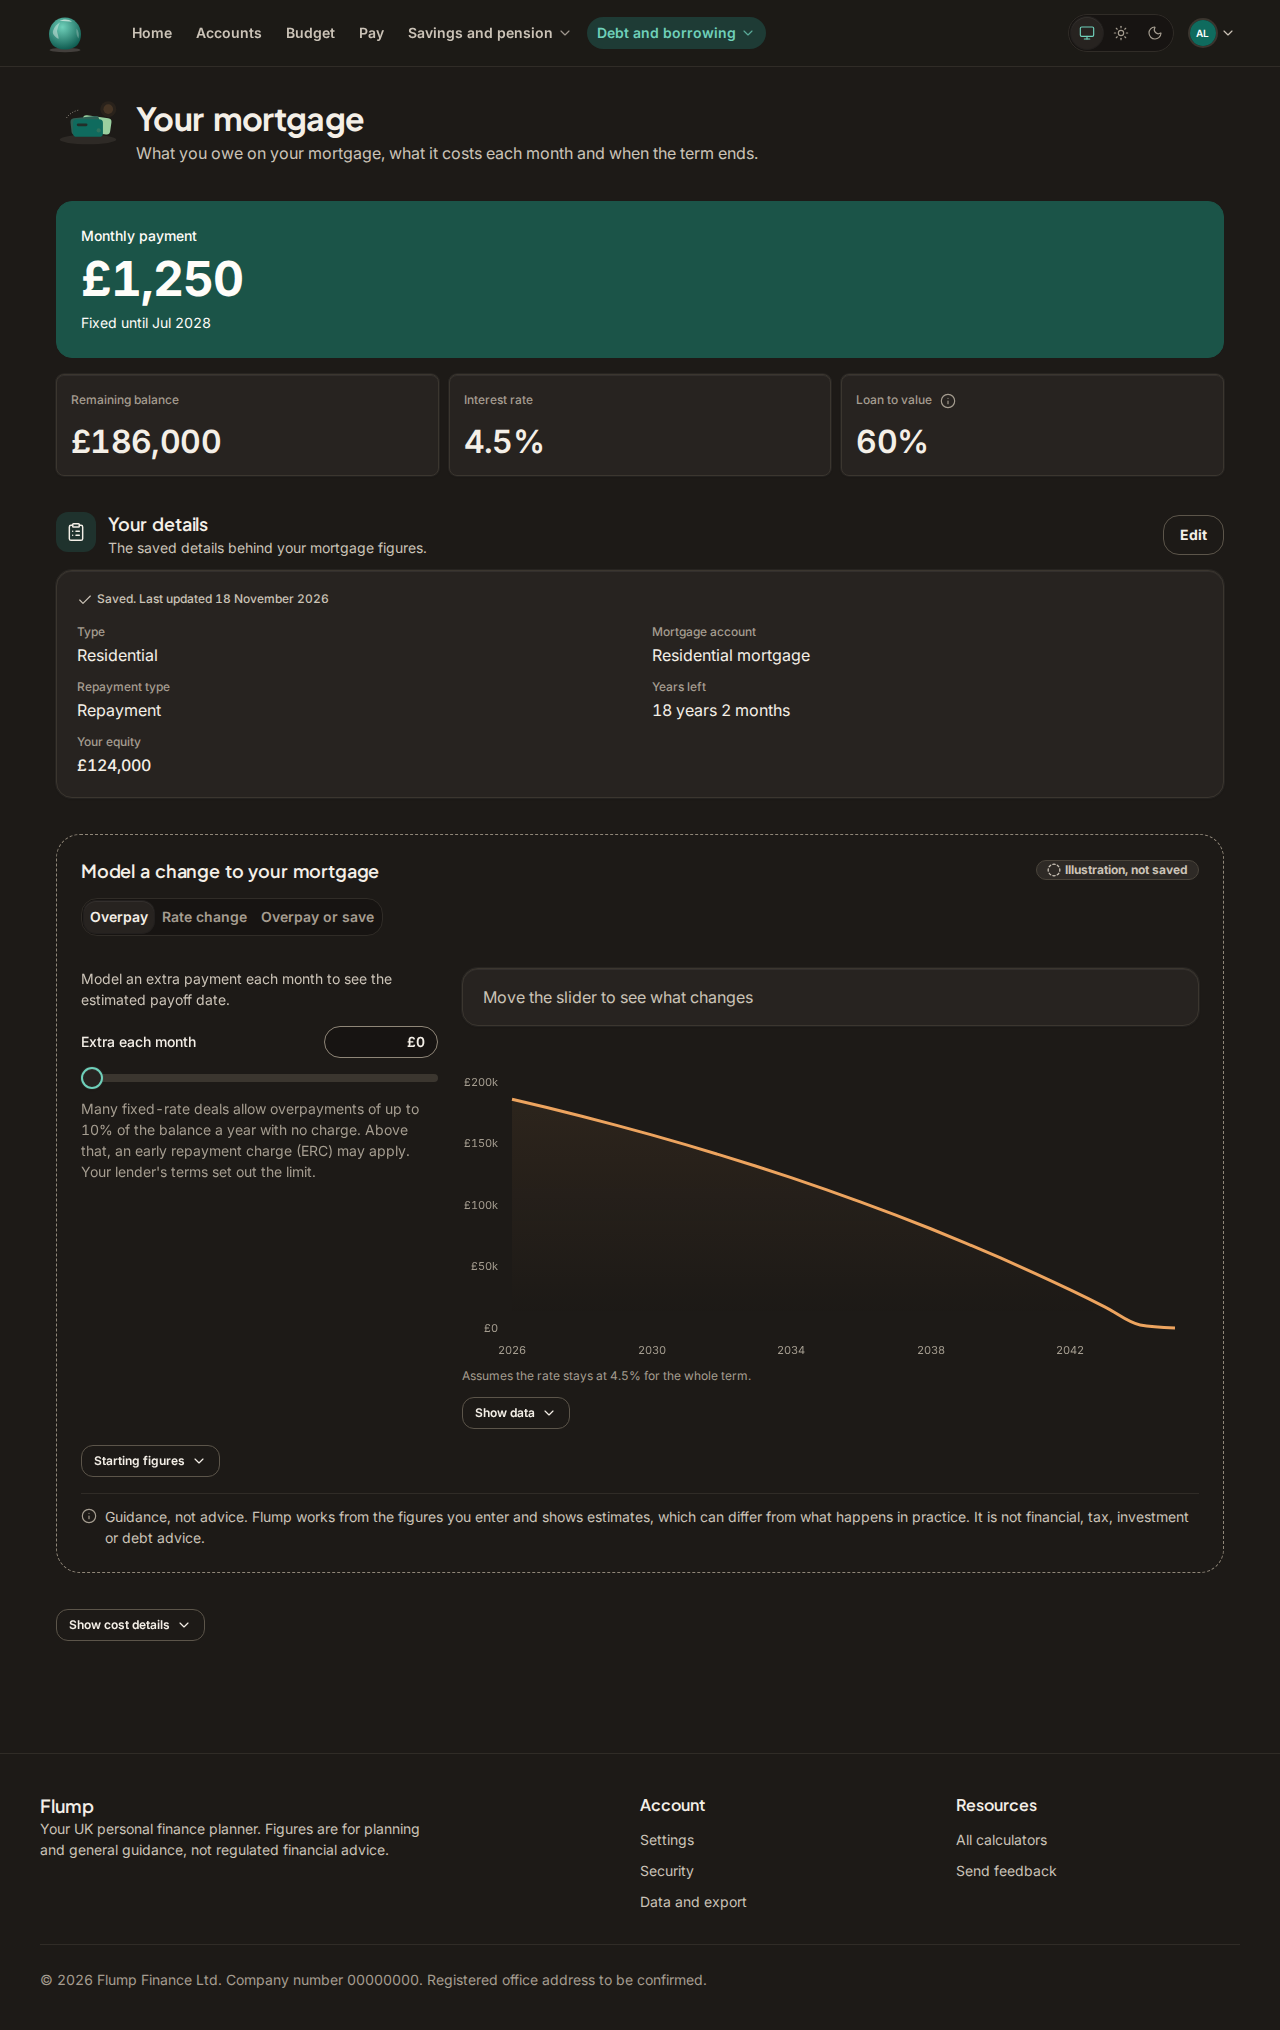 Home
Accounts
Budget
Pay
Savings and pension
Debt and borrowing
AL
Your mortgage
What you owe on your mortgage, what it costs each month and when the term ends.
Monthly payment
£1,250
Fixed until Jul 2028
Remaining balance
£186,000
Interest rate
4.5%
Loan to value
60%
Your details
The saved details behind your mortgage figures.
Edit
Saved. Last updated 18 November 2026
Type
Residential
Mortgage account
Residential mortgage
Repayment type
Repayment
Years left
18 years 2 months
Your equity
£124,000
Model a change to your mortgage
Illustration, not saved
Overpay
Rate change
Overpay or save
Model an extra payment each month to see the
estimated payoff date.
Extra each month
£0
Many fixed-rate deals allow overpayments of up to
10% of the balance a year with no charge. Above
that, an early repayment charge (ERC) may apply.
Your lender's terms set out the limit.
Move the slider to see what changes
£200k
£150k
£100k
£50k
£0
2026
2030
2034
2038
2042
Assumes the rate stays at 4.5% for the whole term.
Show data
Starting figures
Guidance, not advice. Flump works from the figures you enter and shows estimates, which can differ from what happens in practice. It is not financial, tax, investment
or debt advice.
Show cost details
Flump
Your UK personal finance planner. Figures are for planning
and general guidance, not regulated financial advice.
Account
Settings
Security
Data and export
Resources
All calculators
Send feedback
© 2026 Flump Finance Ltd. Company number 00000000. Registered office address to be confirmed.